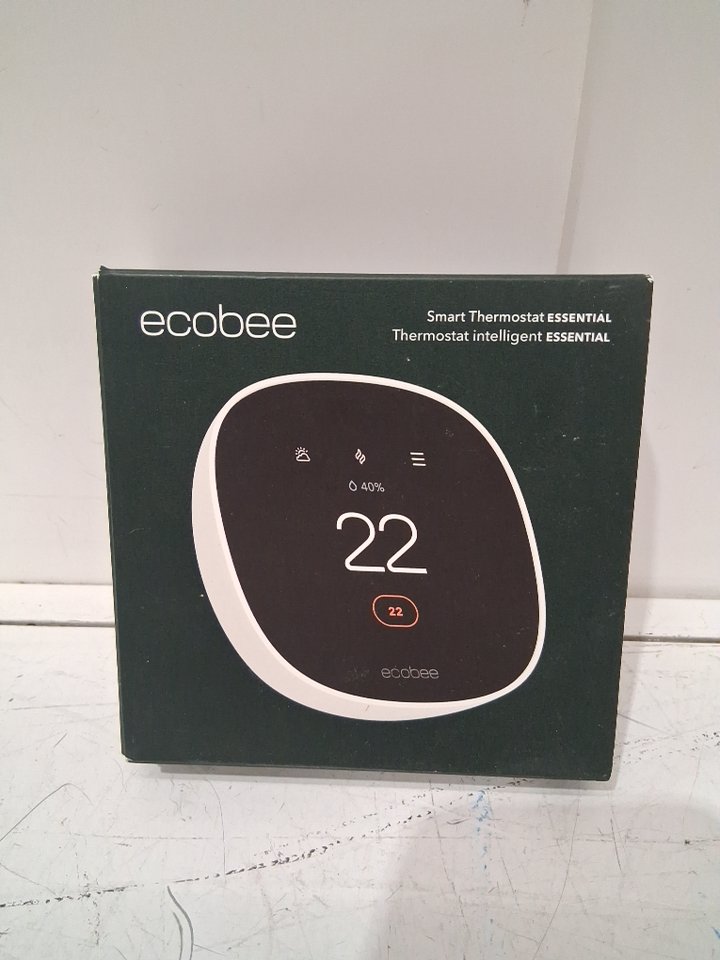 ecobee
Smart Thermostat ESSENTIAL
Thermostat intelligent ESSENTIAL
40%
22
22
ecobee